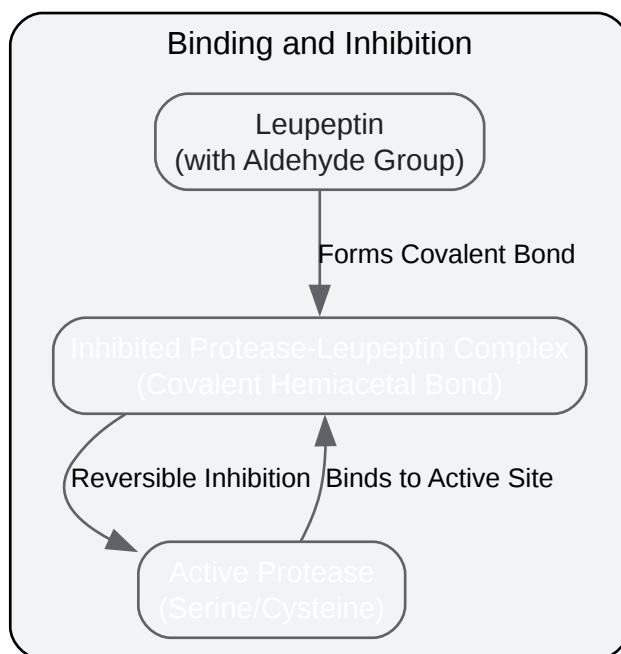 Binding and Inhibition
Leupeptin
(with Aldehyde Group)
Forms Covalent Bond
Inhibited Protease-Leupeptin Complex
(Covalent Hemiacetal Bond)
Reversible Inhibition
Binds to Active Site
Active Protease
(Serine/Cysteine)